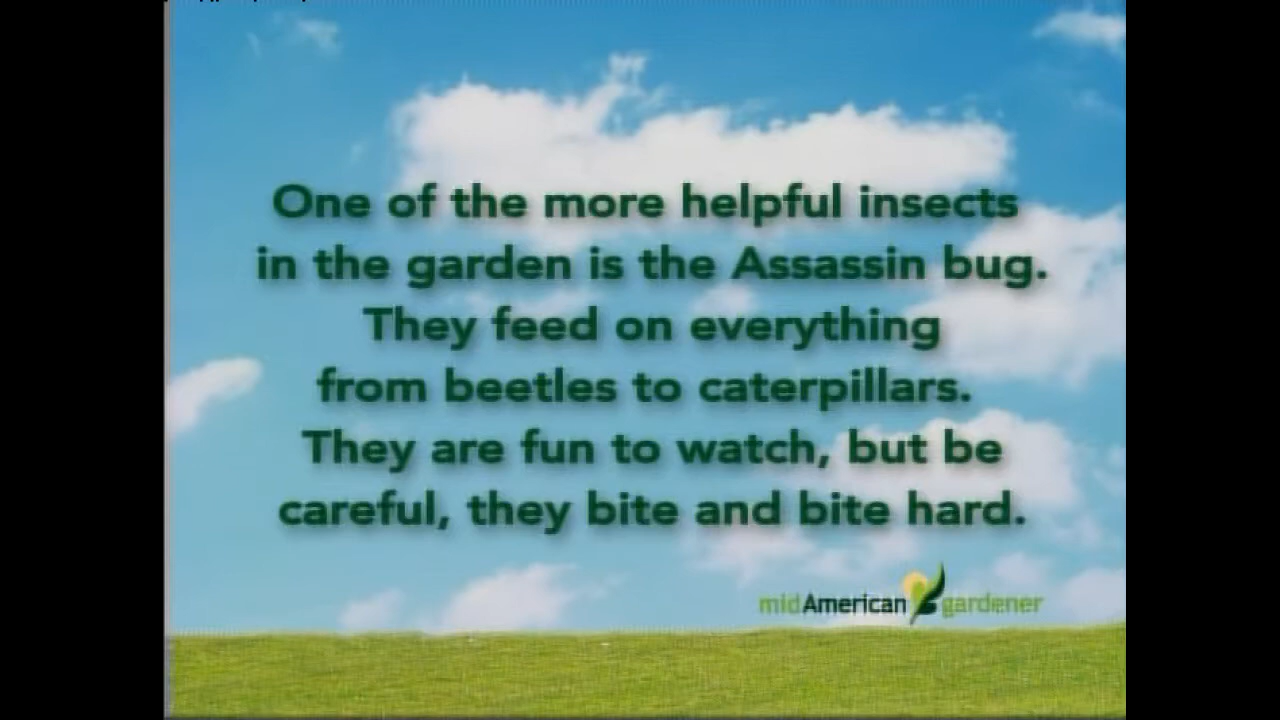 One of the more helpful insects
in the garden is the Assassin bug.
They feed on everything
from beetles to caterpillars.
They are fun to watch, but be
careful, they bite and bite hard.
midAmerican gardener